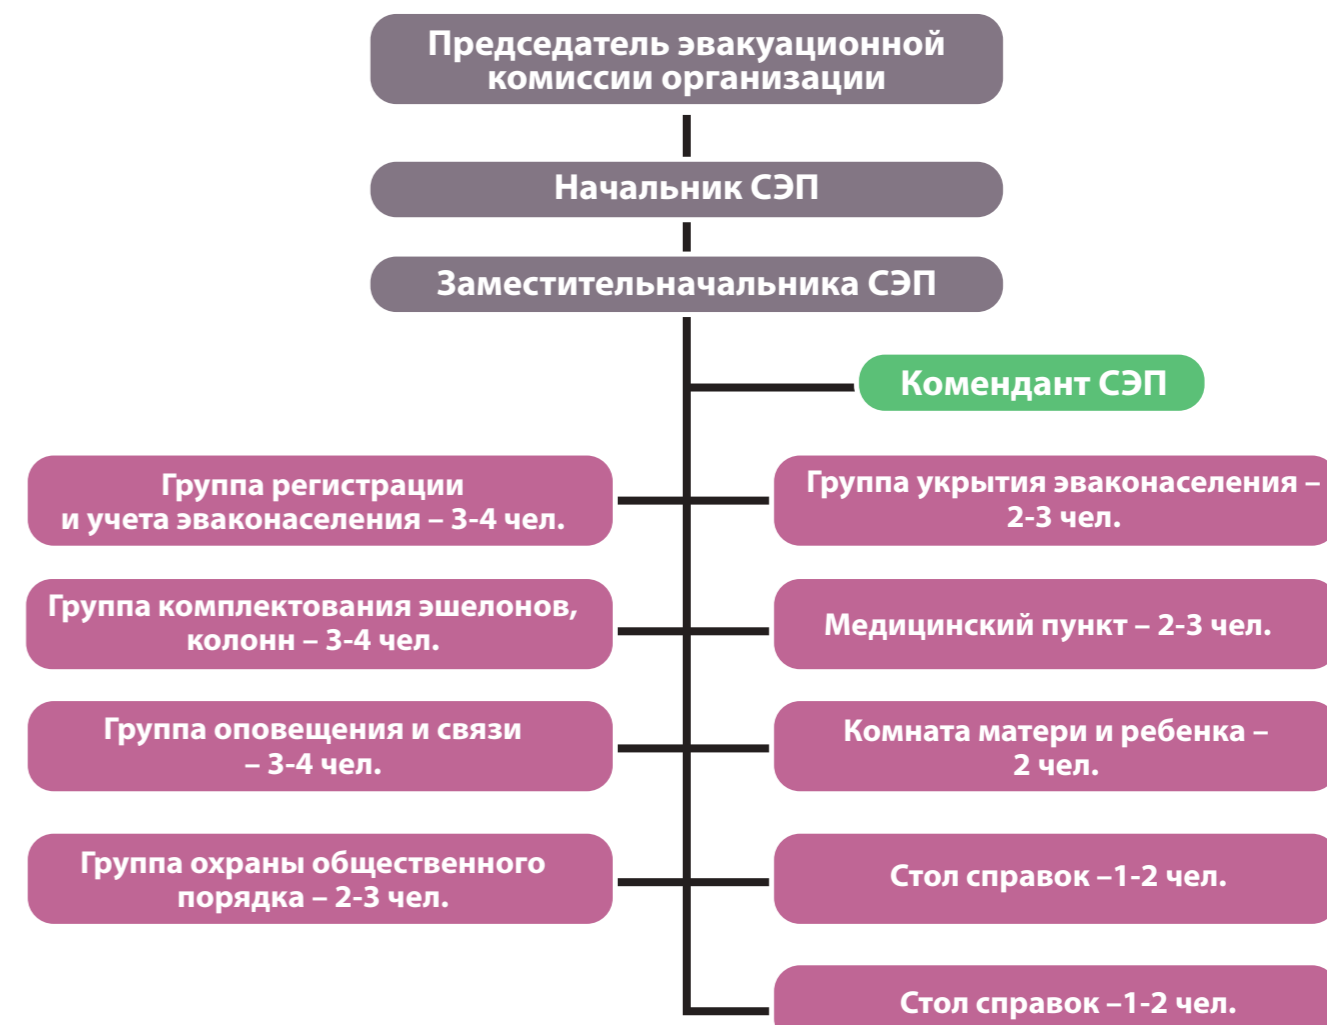 Председатель эвакуационной
комиссии организации
Начальник СЭП
Заместительначальника СЭП
Комендант СЭП
Группа регистрации
и учета эваконаселения – 3-4 чел.
Группа укрытия эваконаселения –
2-3 чел.
Группа комплектования эшелонов,
колонн – 3-4 чел.
Медицинский пункт – 2-3 чел.
Группа оповещения и связи
– 3-4 чел.
Комната матери и ребенка –
2 чел.
Группа охраны общественного
порядка – 2-3 чел.
Стол справок –1-2 чел.
Стол справок –1-2 чел.